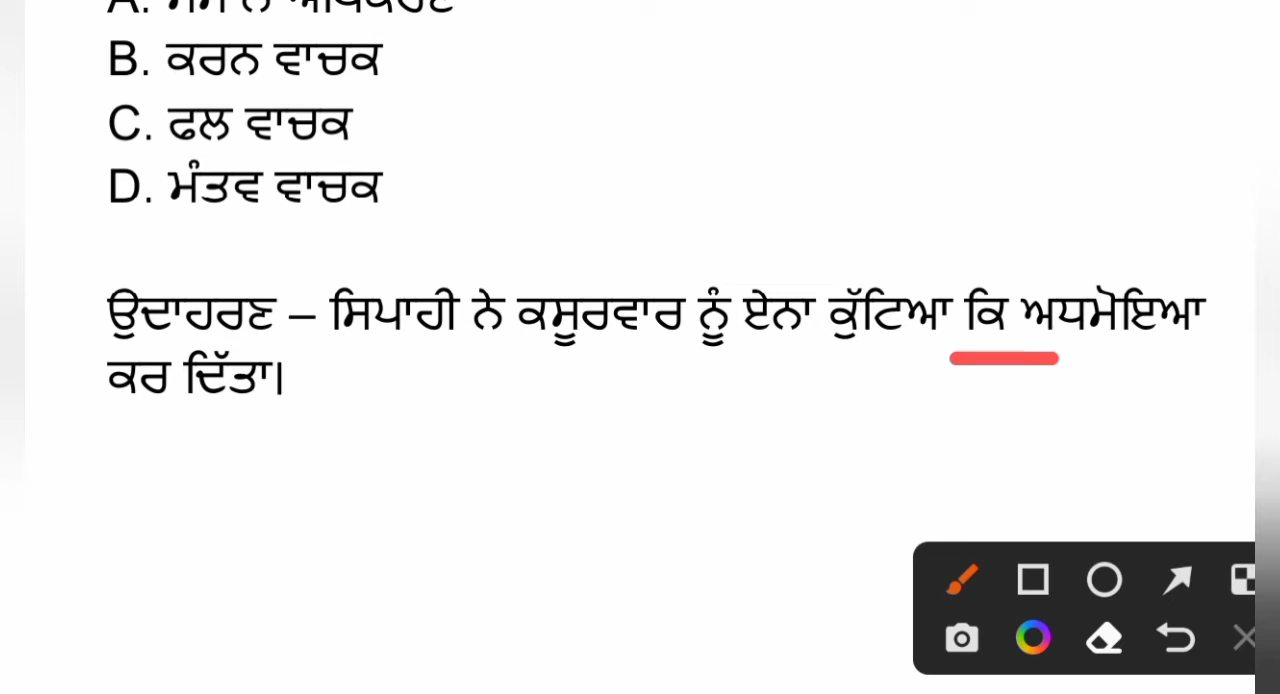 B. ਕਰਨ ਵਾਚਕ
C. ਫਲ ਵਾਚਕ
D. ਮੰਤਵ ਵਾਚਕ
ਉਦਾਹਰਣ – ਸਿਪਾਹੀ ਨੇ ਕਸੂਰਵਾਰ ਨੂੰ ਏਨਾ ਕੁੱਟਿਆ ਕਿ ਅਧਮੋਇਆ
ਕਰ ਦਿੱਤਾ।